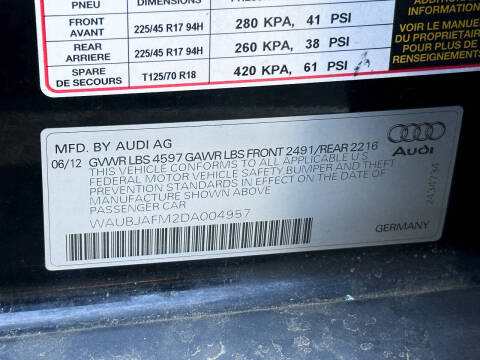 PNEU DIMENSIONS
FRONT 225/45 R17 94H 280 KPA, 41 PSI
AVANT
REAR 225/45 R17 94H 260 KPA, 38 PSI
ARRIERE
SPARE T125/70 R18 420 KPA, 61 PSI
DE SECOURS
ADDITIONAL
INFORMATION
VOIR LE MANUEL
DU PROPRIETAIRE
POUR PLUS DE
RENSEIGNEMENTS
MFD. BY AUDI AG
06/12 GVWR LBS 4597 GAWR LBS FRONT 2491/REAR 2216
THIS VEHICLE CONFORMS TO ALL APPLICABLE U.S.
FEDERAL MOTOR VEHICLE SAFETY, BUMPER AND THEFT
PREVENTION STANDARDS IN EFFECT ON THE DATE OF
MANUFACTURE SHOWN ABOVE
PASSENGER CAR
WAUBJAFM2DA004957
Audi
GERMANY